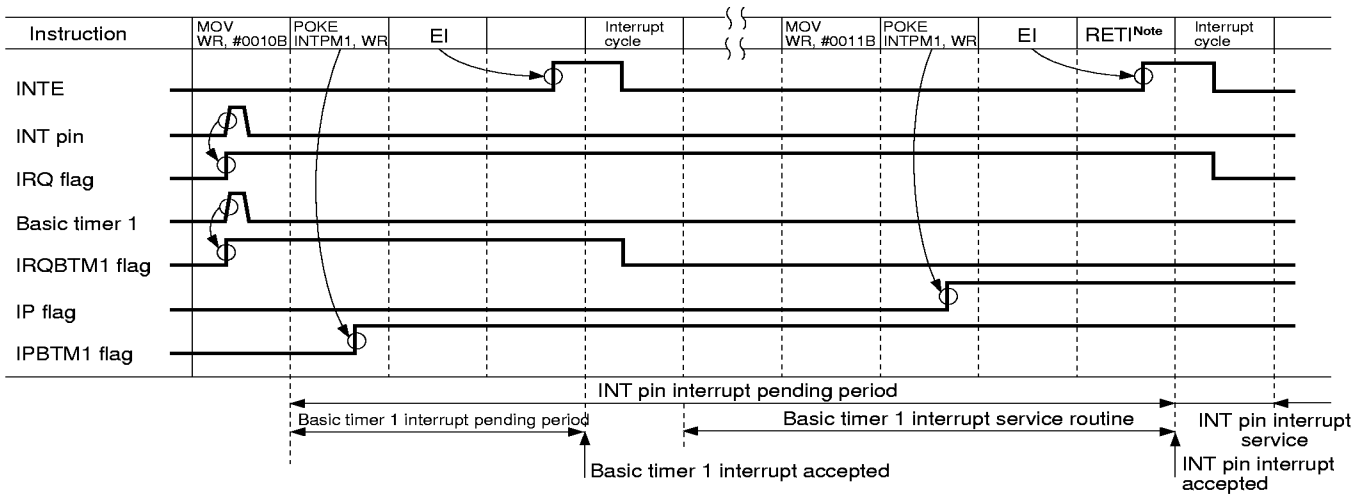 Instruction
MOV
WR, #0010B
POKE
INTPM1, WR
EI
Interrupt
cycle
MOV
WR, #0011B
POKE
INTPM1, WR
EI
RETINote
Interrupt
cycle
INTE
INT pin
IRQ flag
Basic timer 1
IRQBTM1 flag
IP flag
IPBTM1 flag
INT pin interrupt pending period
Basic timer 1 interrupt pending period
Basic timer 1 interrupt service routine
INT pin interrupt
service
Basic timer 1 interrupt accepted
INT pin interrupt
accepted